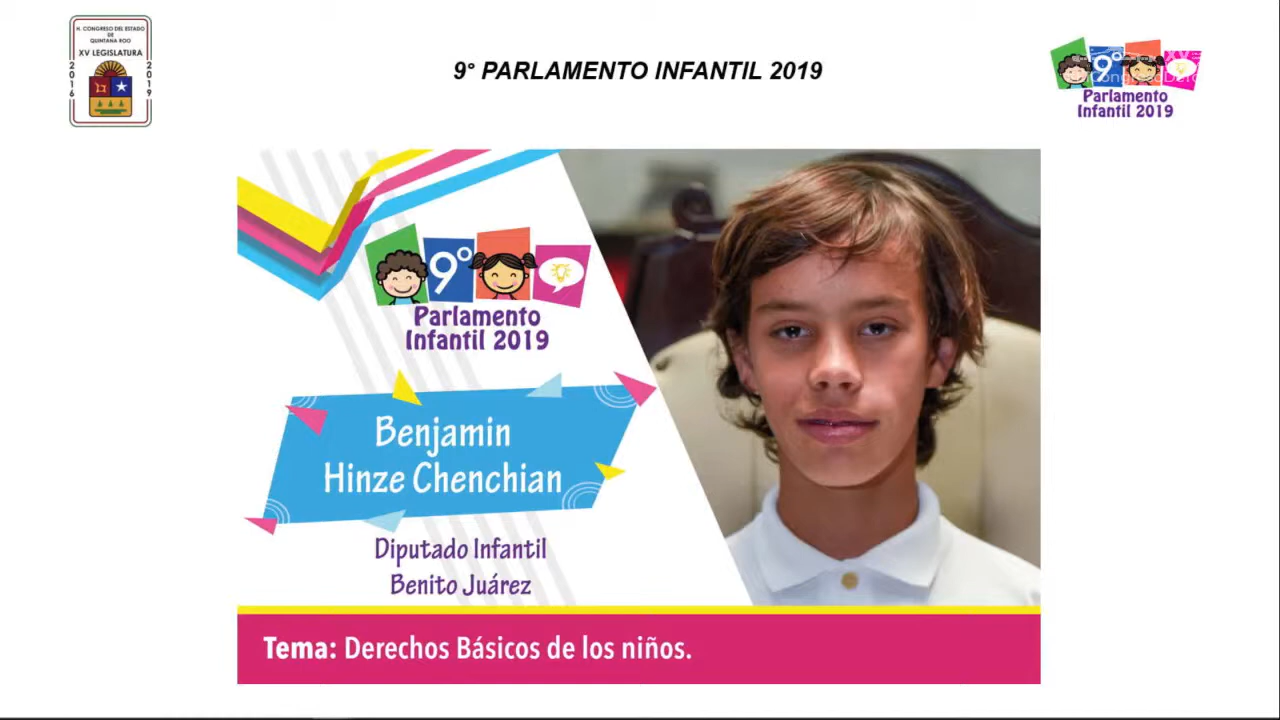 H. CONGRESO DEL ESTADO
DE
QUINTANA ROO
XV LEGISLATURA
2016
2019
9° PARLAMENTO INFANTIL 2019
9°
Parlamento
Infantil 2019
9°
Parlamento
Infantil 2019
Benjamin
Hinze Chenchian
Diputado Infantil
Benito Juárez
Tema: Derechos Básicos de los niños.